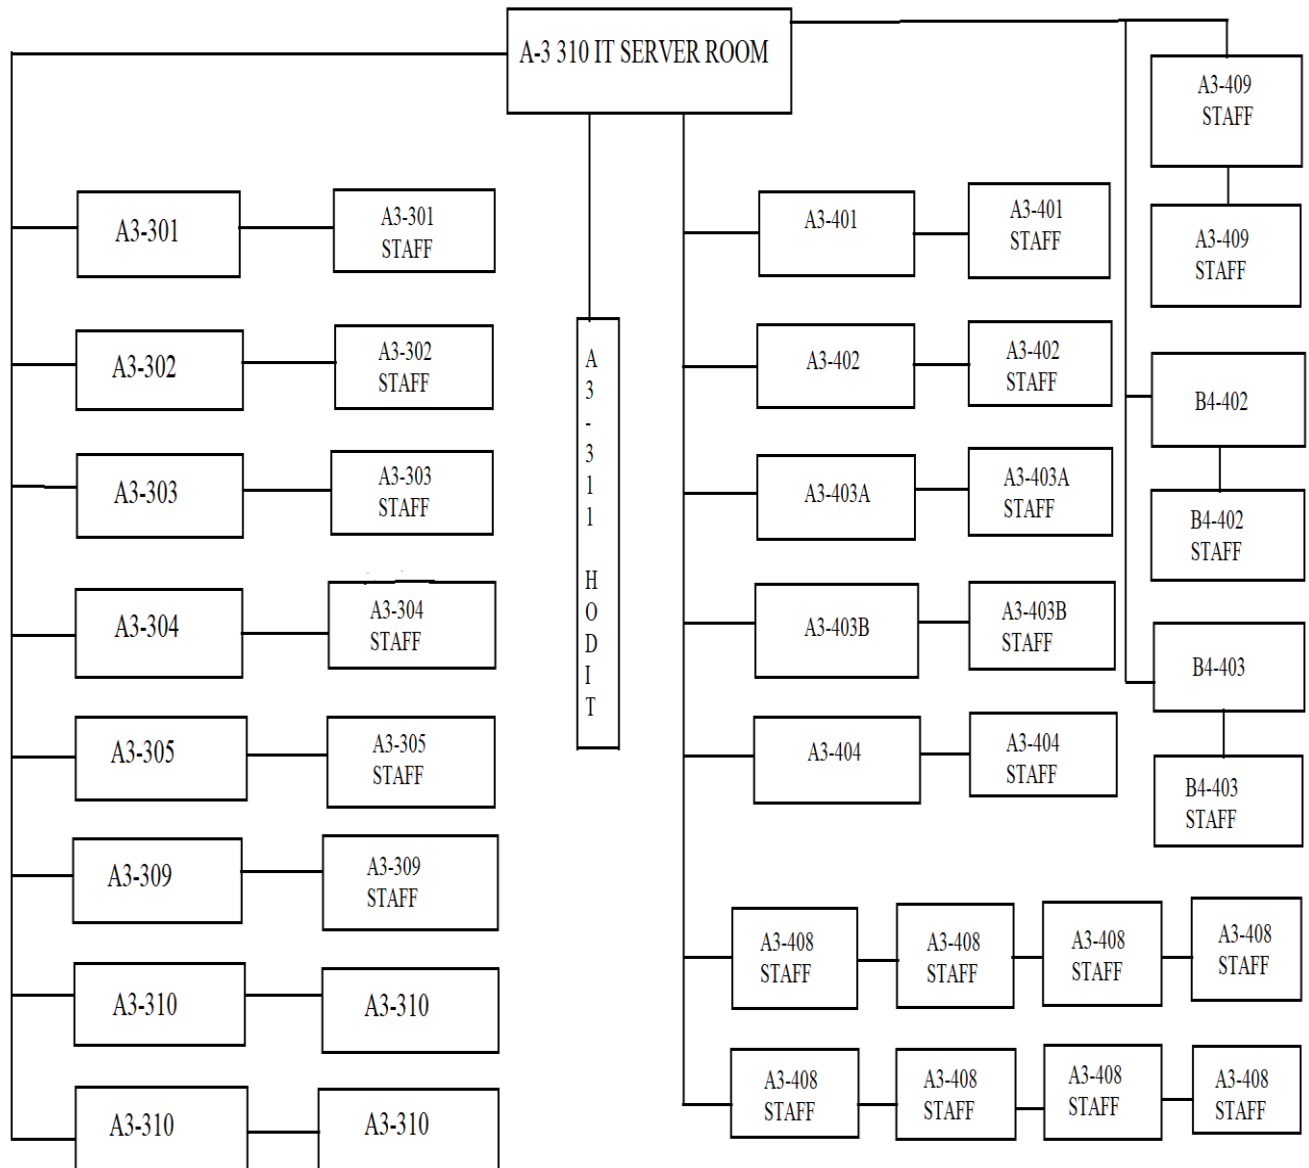 A-3 310 IT SERVER ROOM
A3-409
STAFF
A3-409
STAFF
A3-301
A3-301
STAFF
A3-302
A3-302
STAFF
A3-303
A3-303
STAFF
A3-304
A3-304
STAFF
A3-305
A3-305
STAFF
A3-309
A3-309
STAFF
A3-310
A3-310
A3-310
A3-310
A
3
-
3
1
1
H
O
D
I
T
A3-401
A3-401
STAFF
A3-402
A3-402
STAFF
A3-403A
A3-403A
STAFF
A3-403B
A3-403B
STAFF
A3-404
A3-404
STAFF
A3-408
STAFF
A3-408
STAFF
A3-408
STAFF
A3-408
STAFF
A3-408
STAFF
A3-408
STAFF
A3-408
STAFF
A3-408
STAFF
B4-402
B4-402
STAFF
B4-403
B4-403
STAFF